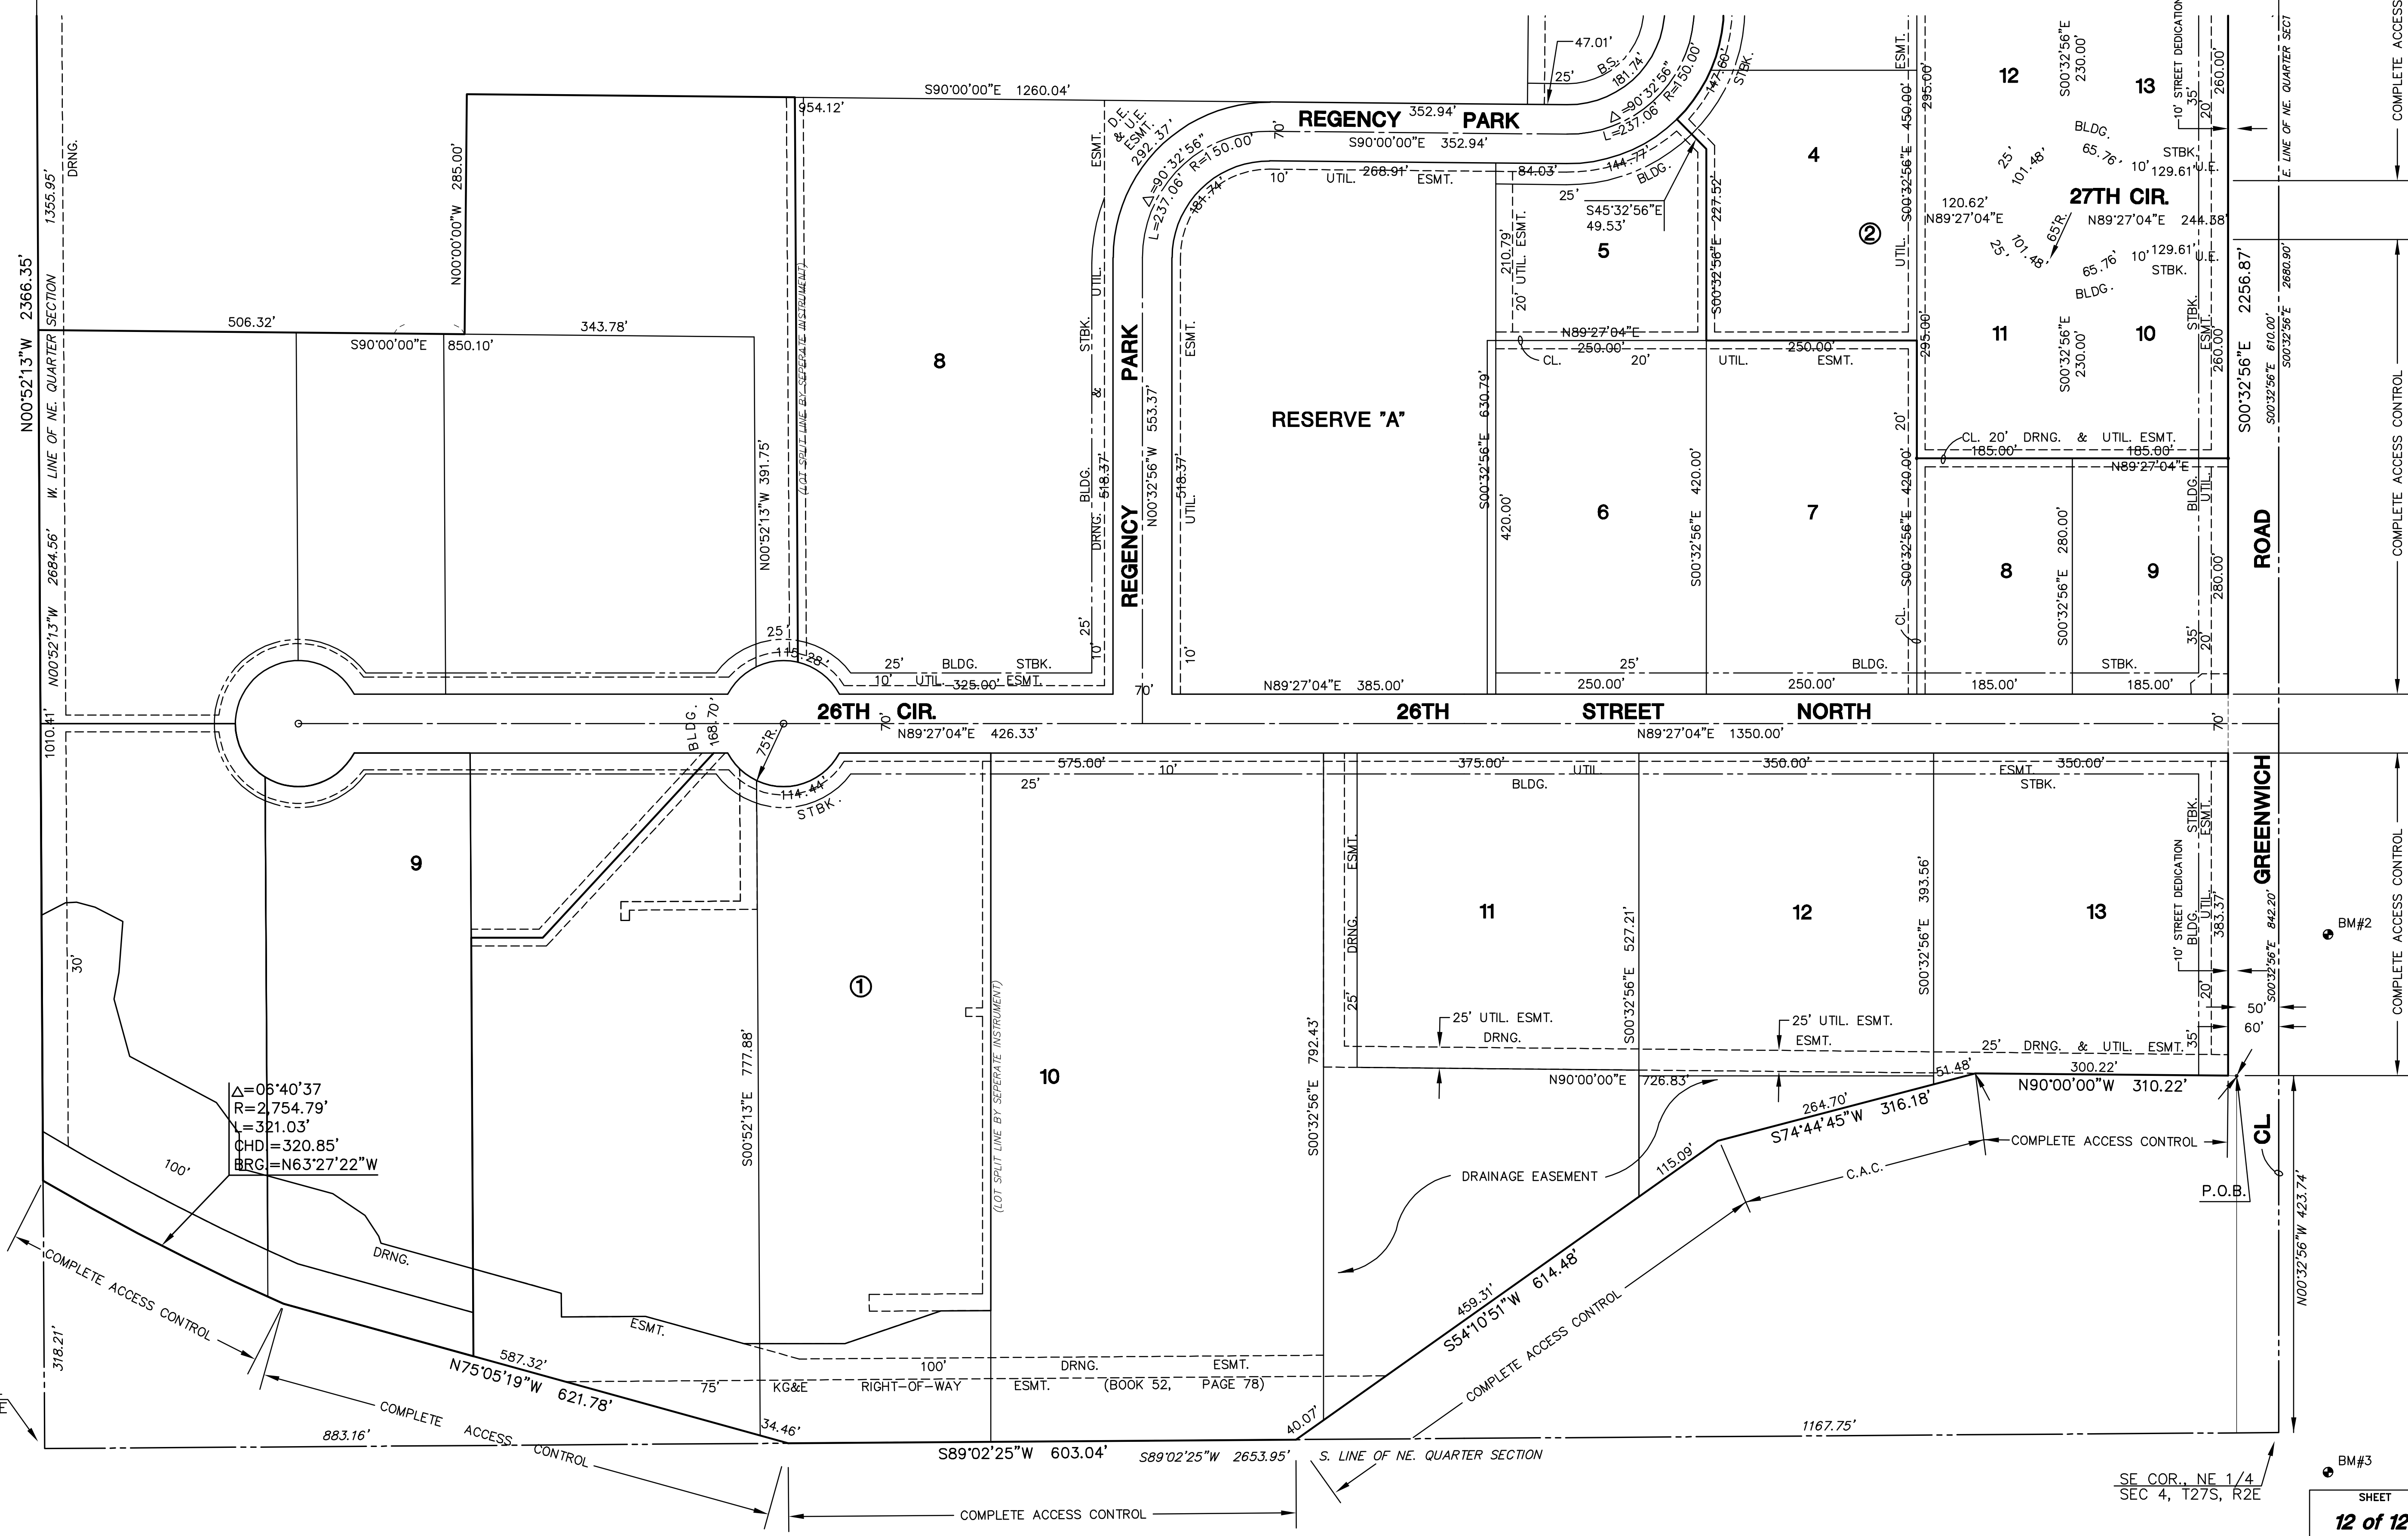 47.01'
25'
B.S.
181.74'
Δ=90°32'56"
L=237.06' R=150.00'
147.60'
STBK.
ESMT.
S00°32'56"E 450.00'
295.00'
12
S00°32'56"E
230.00'
13
10' STREET DEDICATION
35'
20'
260.00'
E. LINE OF NE. QUARTER SECT
COMPLETE ACCESS
DRNG.
1355.95'
S90°00'00"E 1260.04'
954.12'
N00°00'00"W 285.00'
D.E.
& U.E.
ESMT.
292.37'
ESMT.
Δ=90°32'56"
L=237.06' R=150.00'
181.74'
REGENCY PARK
352.94'
S90°00'00"E 352.94'
70'
10' UTIL. 268.91' ESMT.
84.03'
144.77'
BLDG.
25'
S45°32'56"E
49.53'
4
BLDG.
65.76'
25'
101.48'
STBK.
10'
129.61'
U.E.
27TH CIR.
120.62'
N89°27'04"E
N89°27'04"E 244.38'
65'R.
101.48'
25'
65.76'
BLDG.
10'
129.61'
U.E.
STBK.
②
UTIL.
5
210.79'
20' UTIL. ESMT.
S00°32'56"E 227.52'
N00°52'13"W 2366.35'
W. LINE OF NE. QUARTER SECTION
N00°52'13"W 2684.56'
506.32'
343.78'
S90°00'00"E 850.10'
(LOT SPLIT LINE BY SEPERATE INSTRUMENT)
8
UTIL.
STBK.
&
BLDG.
DRNG.
518.37'
25'
10'
REGENCY PARK
N00°32'56"W 553.37'
518.37'
ESMT.
UTIL.
10'
RESERVE "A"
N89°27'04"E
250.00'
250.00'
CL. 20' UTIL. ESMT.
295.00'
11
S00°32'56"E
230.00'
10
STBK.
ESMT.
260.00'
S00°32'56"E 2256.87'
S00°32'56"E 610.00'
S00°32'56"E 2680.90'
COMPLETE ACCESS CONTROL
CL. 20' DRNG. & UTIL. ESMT.
185.00'
185.00'
N89°27'04"E
N00°52'13"W 391.75'
S00°32'56"E 630.79'
420.00'
6
S00°32'56"E 420.00'
7
20'
S00°32'56"E 420.00'
CL.
8
S00°32'56"E 280.00'
9
BLDG.
UTIL.
280.00'
35'
20'
ROAD
25'
115.28'
25' BLDG. STBK.
10' UTIL. 325.00' ESMT.
70'
N89°27'04"E 385.00'
25' BLDG. STBK.
250.00'
250.00'
185.00'
185.00'
1010.41'
BLDG.
168.70'
75'R.
26TH CIR.
70'
N89°27'04"E 426.33'
26TH STREET NORTH
N89°27'04"E 1350.00'
70'
114.44'
STBK.
575.00'
10'
25'
375.00'
UTIL.
350.00'
ESMT.
350.00'
BLDG.
STBK.
9
30'
①
10
(LOT SPLIT LINE BY SEPERATE INSTRUMENT)
S00°52'13"E 777.88'
S00°32'56"E 792.43'
ESMT.
DRNG.
25'
11
S00°32'56"E 527.21'
12
S00°32'56"E 393.56'
13
10' STREET DEDICATION
STBK.
BLDG.
ESMT.
UTIL.
383.37'
20'
35'
GREENWICH
S00°32'56"E 842.20'
COMPLETE ACCESS CONTROL
BM#2
50'
60'
25' UTIL. ESMT.
DRNG.
25' UTIL. ESMT.
ESMT.
25' DRNG. & UTIL. ESMT.
N90°00'00"E 726.83'
51.48'
300.22'
N90°00'00"W 310.22'
264.70'
S74°44'45"W 316.18'
COMPLETE ACCESS CONTROL
C.A.C.
CL
P.O.B.
N00°32'56"W 423.74'
115.09'
DRAINAGE EASEMENT
Δ=06°40'37
R=2,754.79'
L=321.03'
CHD.=320.85'
BRG.=N63°27'22"W
100'
DRNG.
ESMT.
COMPLETE ACCESS CONTROL
318.21'
459.31'
S54°10'51"W 614.48'
COMPLETE ACCESS CONTROL
587.32'
N75°05'19"W 621.78'
100' DRNG. ESMT.
75' KG&E RIGHT-OF-WAY ESMT. (BOOK 52, PAGE 78)
COMPLETE ACCESS CONTROL
34.46'
40.07'
883.16'
1167.75'
S89°02'25"W 603.04'
S89°02'25"W 2653.95'
S. LINE OF NE. QUARTER SECTION
COMPLETE ACCESS CONTROL
SE COR., NE 1/4
SEC 4, T27S, R2E
BM#3
SHEET
12 of 12
E